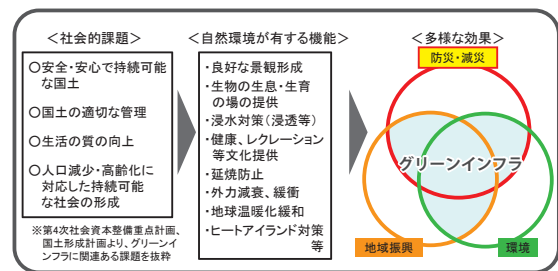 ＜社会的課題＞
○安全・安心で持続可能
な国土
○国土の適切な管理
○生活の質の向上
○人口減少・高齢化に
対応した持続可能
な社会の形成
※第4次社会資本整備重点計画、
国土形成計画より、グリーンイ
ンフラに関連ある課題を抜粋
＜自然環境が有する機能＞
・良好な景観形成
・生物の生息・生育
の場の提供
・浸水対策(浸透等)
・健康、レクレーション
等文化提供
・延焼防止
・外力減衰、緩衝
・地球温暖化緩和
・ヒートアイランド対策
等
＜多様な効果＞
防災・減災
グリーンインフラ
地域振興
環境